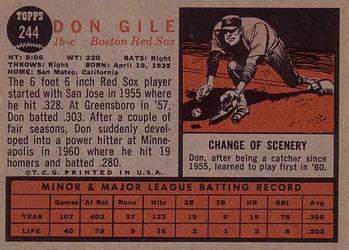 TOPPS
244
DON GILE
1b-c Boston Red Sox
HT: 6:06 WT: 220 BATS: Right
THROWS: Right BORN: April 19, 1935
HOME: San Mateo, California
The 6 foot 6 inch Red Sox player
started with San Jose in 1955 where
he hit .328. At Greensboro in '57,
Don batted .303. After a couple of
fair seasons, Don suddenly devel-
oped into a power hitter at Minne-
apolis in 1960 where he hit 19
homers and batted .280.
©T.C.G. PRINTED IN U.S.A.
CHANGE OF SCENERY
Don, after being a catcher since
1955, learned to play first in '60.
MINOR & MAJOR LEAGUE BATTING RECORD
Games At Bat Runs Hits 2B 3B HR RBI Avg.
YEAR 107 402 57 123 19 6 15 78 .306
LIFE 40 79 6 16 3 1 2 8 .203